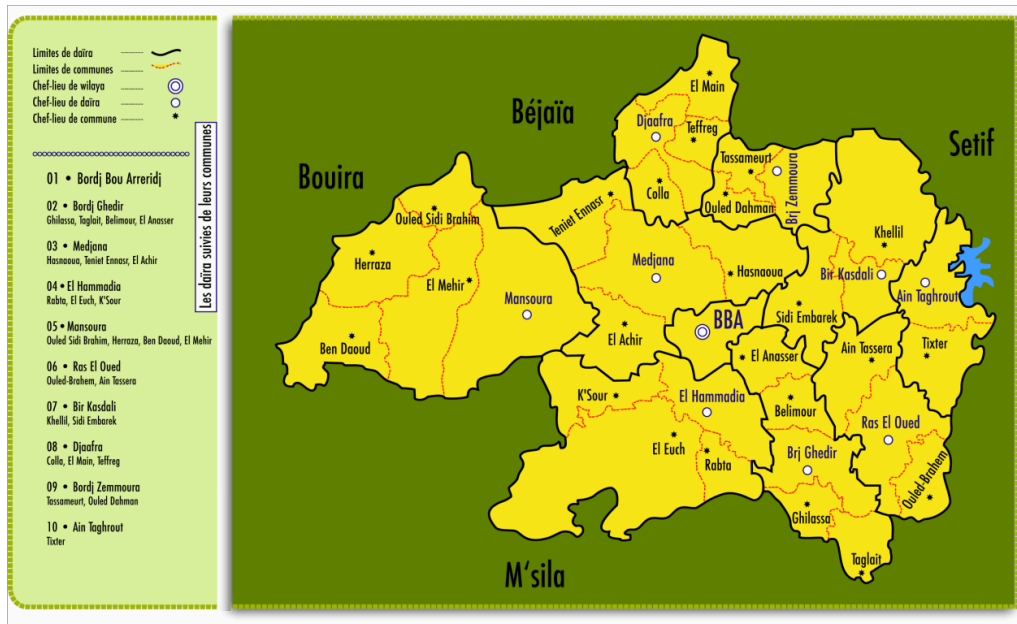 Limites de daïra
Limites de communes
Chef-lieu de wilaya
Chef-lieu de daïra
Chef-lieu de commune
Les daïra suivies de leurs communes
01 • Bordj Bou Arreridj
02 • Bordj Ghedir
Ghilassa, Taglait, Belimour, El Anasser
03 • Medjana
Hasnaoua, Teniet Ennasr, El Achir
04 • El Hammadia
Rabta, El Euch, K'Sour
05 • Mansoura
Ouled Sidi Brahim, Herraza, Ben Daoud, El Mehir
06 • Ras El Oued
Ouled-Brahem, Ain Tassera
07 • Bir Kasdali
Khellil, Sidi Embarek
08 • Djaafra
Colla, El Main, Teffreg
09 • Bordj Zemmoura
Tassameurt, Ouled Dahman
10 • Ain Taghrout
Tixter
Béjaïa
Setif
Bouira
M'sila
El Main
Djaafra
Teffreg
Tassameurt
Colla
Ouled Dahman
Brj Zemmoura
Ouled Sidi Brahim
Teniet Ennasr
Khellil
Herraza
Medjana
Hasnaoua
Bir Kasdali
El Mehir
Mansoura
Ain Taghrout
BBA
Sidi Embarek
El Achir
Ben Daoud
El Anasser
Ain Tassera
Tixter
K'Sour
El Hammadia
Belimour
Ras El Oued
El Euch
Rabta
Brj Ghedir
Ouled-Brahem
Ghilassa
Taglait